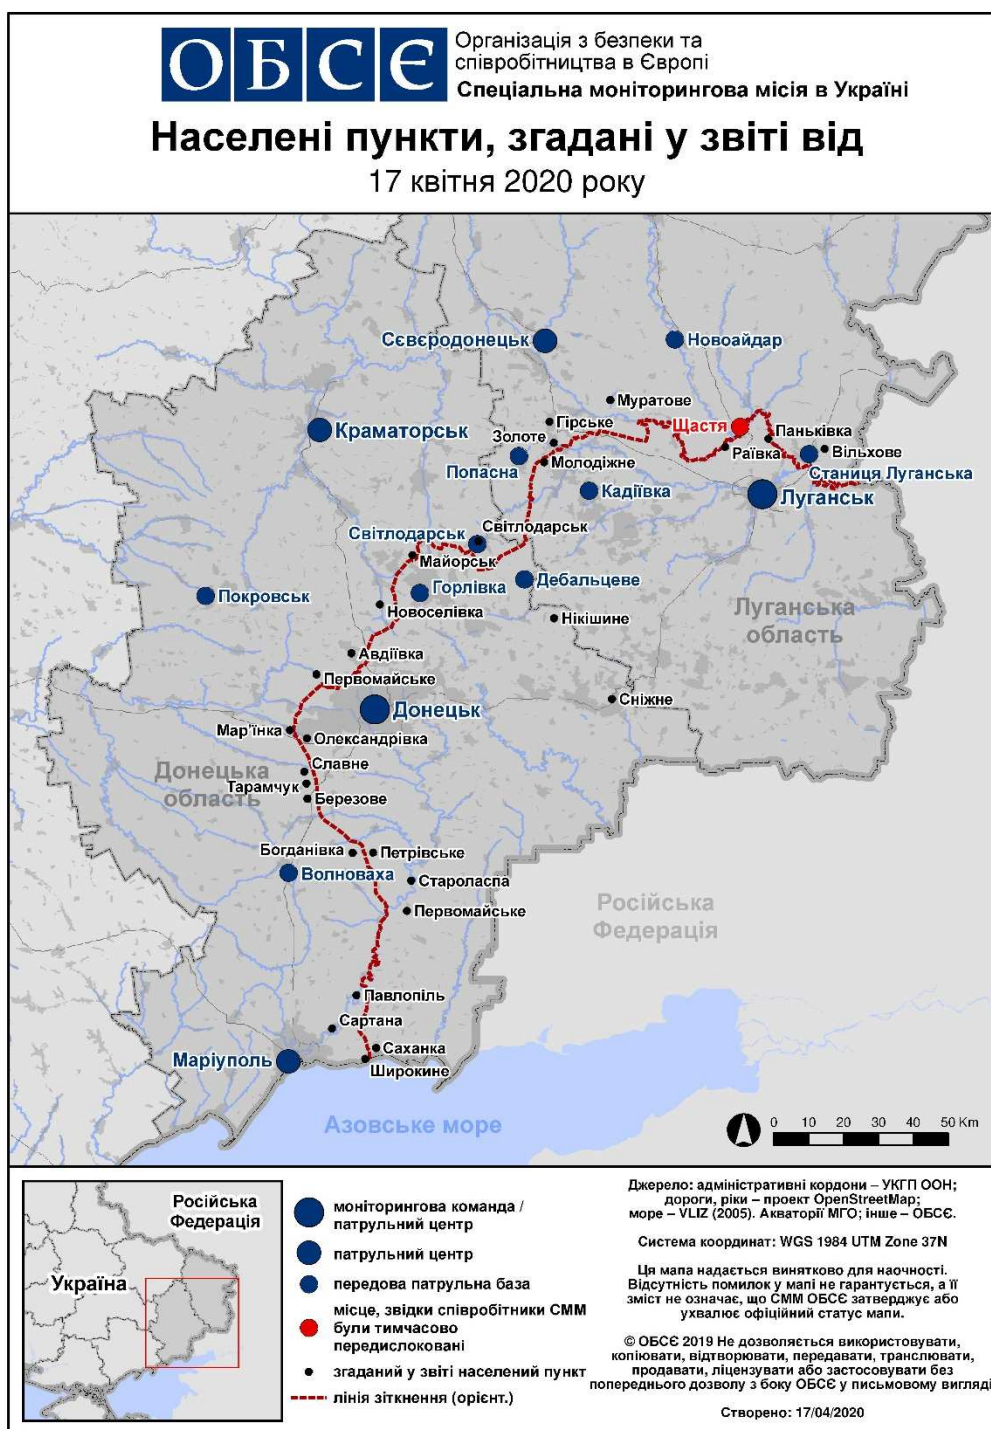 ОБСЄ
Організація з безпеки та
співробітництва в Європі
Спеціальна моніторингова місія в Україні
Населені пункти, згадані у звіті від
17 квітня 2020 року
Сєвєродонецьк
Новоайдар
Муратове
Гірське
Щастя
Паньківка
Краматорськ
Золоте
Раївка
Вільхове
Попасна
Молодіжне
Станиця Луганська
Кадіївка
Луганськ
Світлодарськ
Світлодарськ
Майорськ
Дебальцеве
Горлівка
Покровськ
Новоселівка
Нікішине
Луганська
область
Авдіївка
Первомайське
Сніжне
Донецьк
Мар'їнка
Олександрівка
Славне
Донецька
область
Тарамчук
Березове
Богданівка
Петрівське
Волноваха
Староласпа
Первомайське
Російська
Федерація
Павлопіль
Сартана
Саханка
Маріуполь
Широкине
Азовське море
0 10 20 30 40 50 Km
Російська
Федерація
Україна
моніторингова команда /
патрульний центр
патрульний центр
передова патрульна база
місце, звідки співробітники СММ
були тимчасово
передислоковані
згаданий у звіті населений пункт
лінія зіткнення (орієнт.)
Джерело: адміністративні кордони – УКГП ООН;
дороги, ріки – проект OpenStreetMap;
море – VLIZ (2005). Акваторії МГО; інше – ОБСЄ.
Система координат: WGS 1984 UTM Zone 37N
Ця мапа надається винятково для наочності.
Відсутність помилок у мапі не гарантується, а її
зміст не означає, що СММ ОБСЄ затверджує або
ухвалює офіційний статус мапи.
© ОБСЄ 2019 Не дозволяється використовувати,
копіювати, відтворювати, передавати, транслювати,
продавати, ліцензувати або застосовувати без
попереднього дозволу з боку ОБСЄ у письмовому вигляді
Створено: 17/04/2020